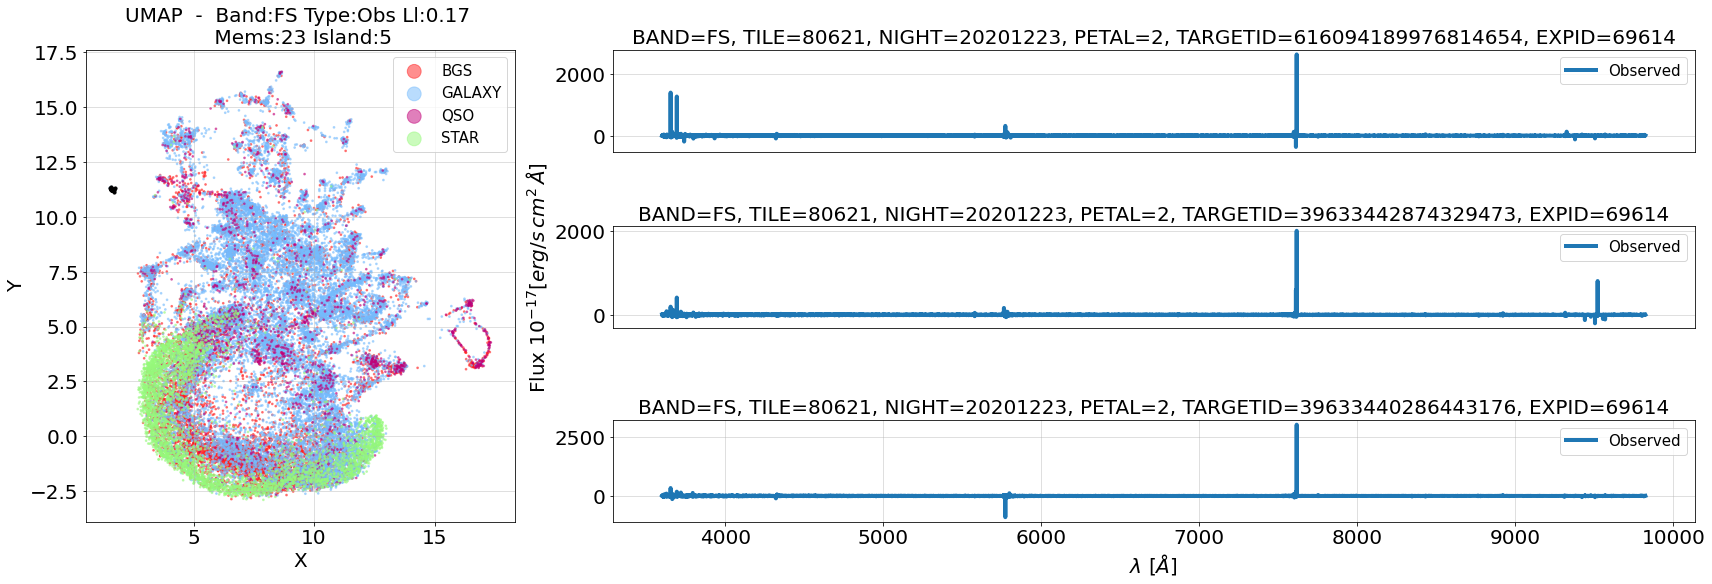 UMAP  -  Band:FS Type:Obs Ll:0.17
Mems:23 Island:5
17.5
15.0
12.5
10.0
7.5
5.0
2.5
0.0
−2.5
Y
5
10
15
X
BGS
GALAXY
QSO
STAR
Flux 10⁻¹⁷[erg/s cm² Å]
BAND=FS, TILE=80621, NIGHT=20201223, PETAL=2, TARGETID=616094189976814654, EXPID=69614
2000
0
Observed
BAND=FS, TILE=80621, NIGHT=20201223, PETAL=2, TARGETID=39633442874329473, EXPID=69614
2000
0
Observed
BAND=FS, TILE=80621, NIGHT=20201223, PETAL=2, TARGETID=39633440286443176, EXPID=69614
2500
0
Observed
4000
5000
6000
7000
8000
9000
10000
λ [Å]